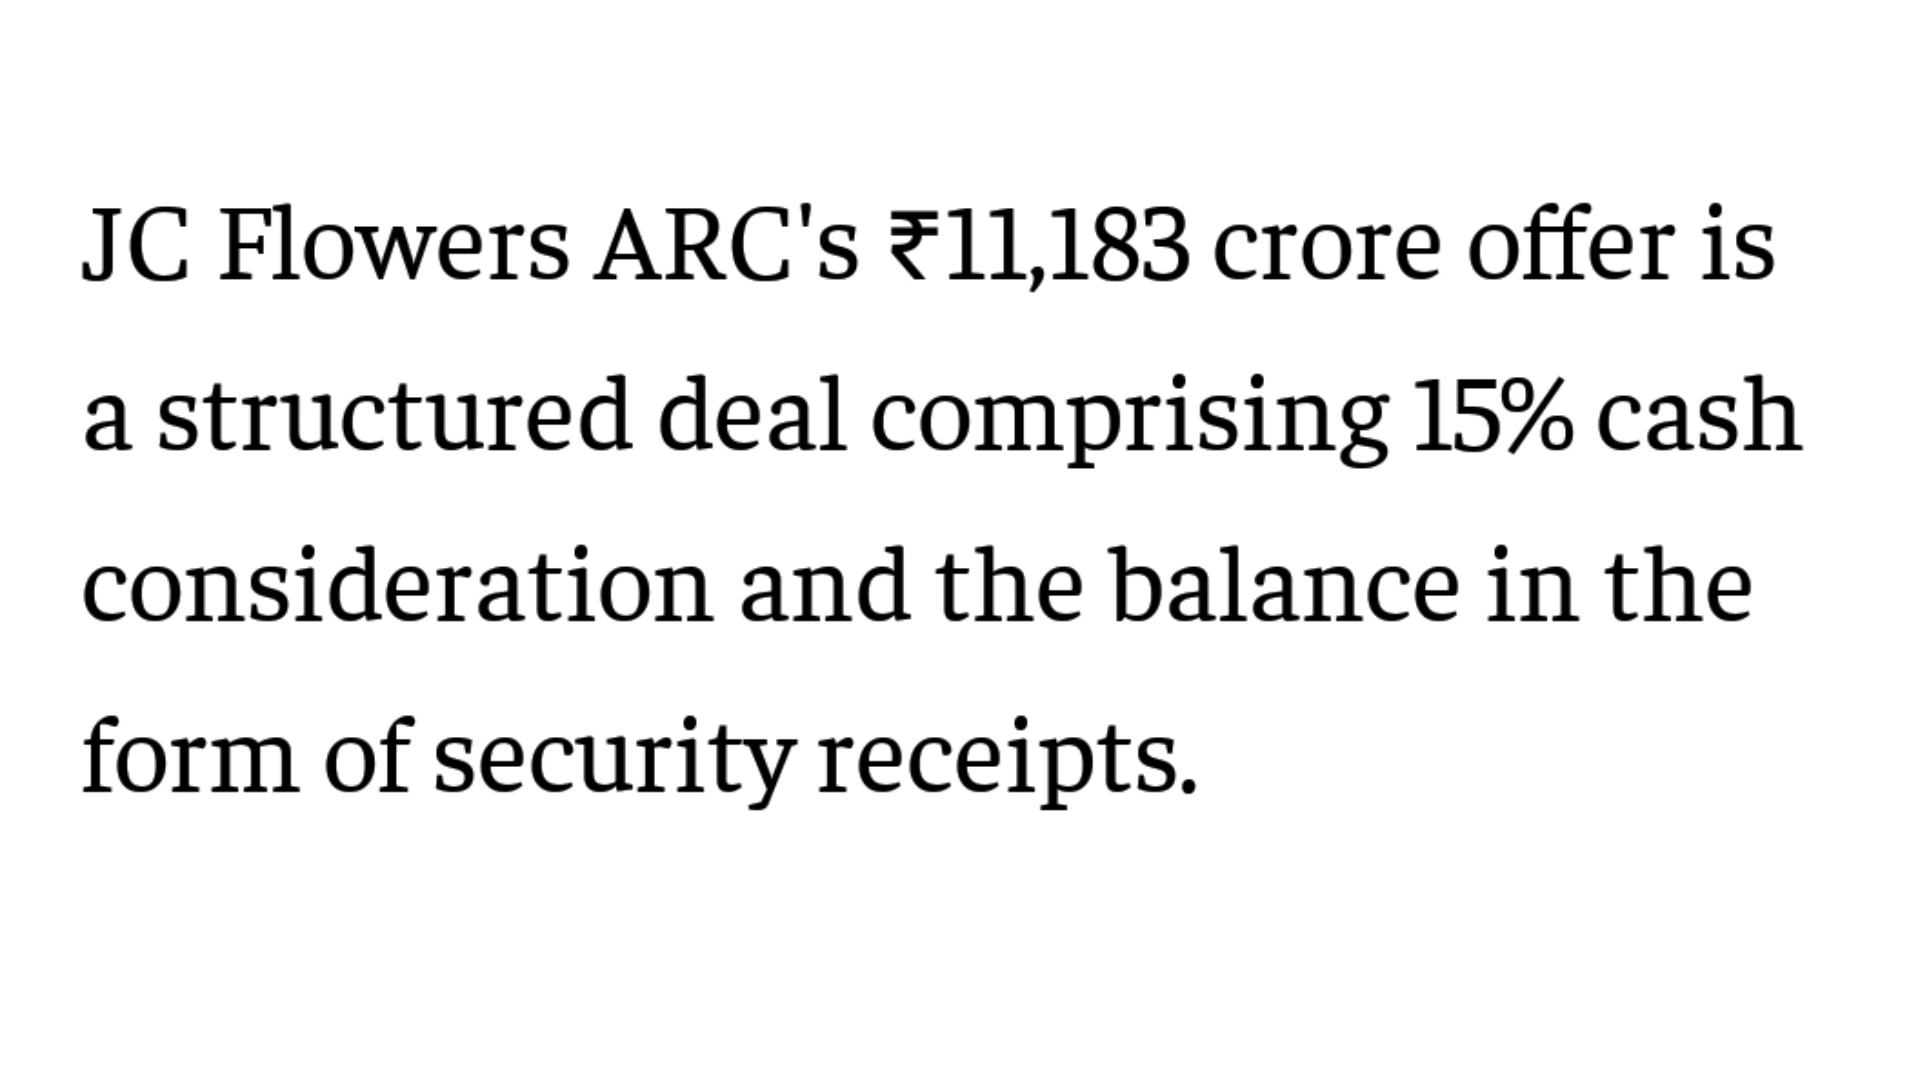 JC Flowers ARC's ₹11,183 crore offer is
a structured deal comprising 15% cash
consideration and the balance in the
form of security receipts.